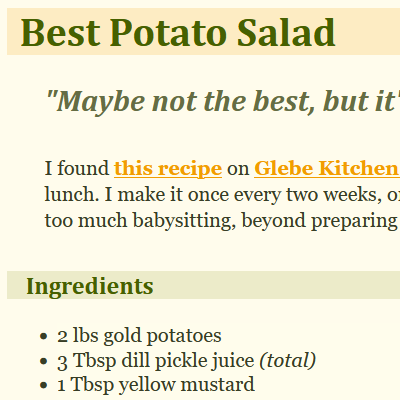 Best Potato Salad
"Maybe not the best, but it'
I found this recipe on Glebe Kitchen
lunch. I make it once every two weeks, or
too much babysitting, beyond preparing
Ingredients
2 lbs gold potatoes
3 Tbsp dill pickle juice (total)
1 Tbsp yellow mustard